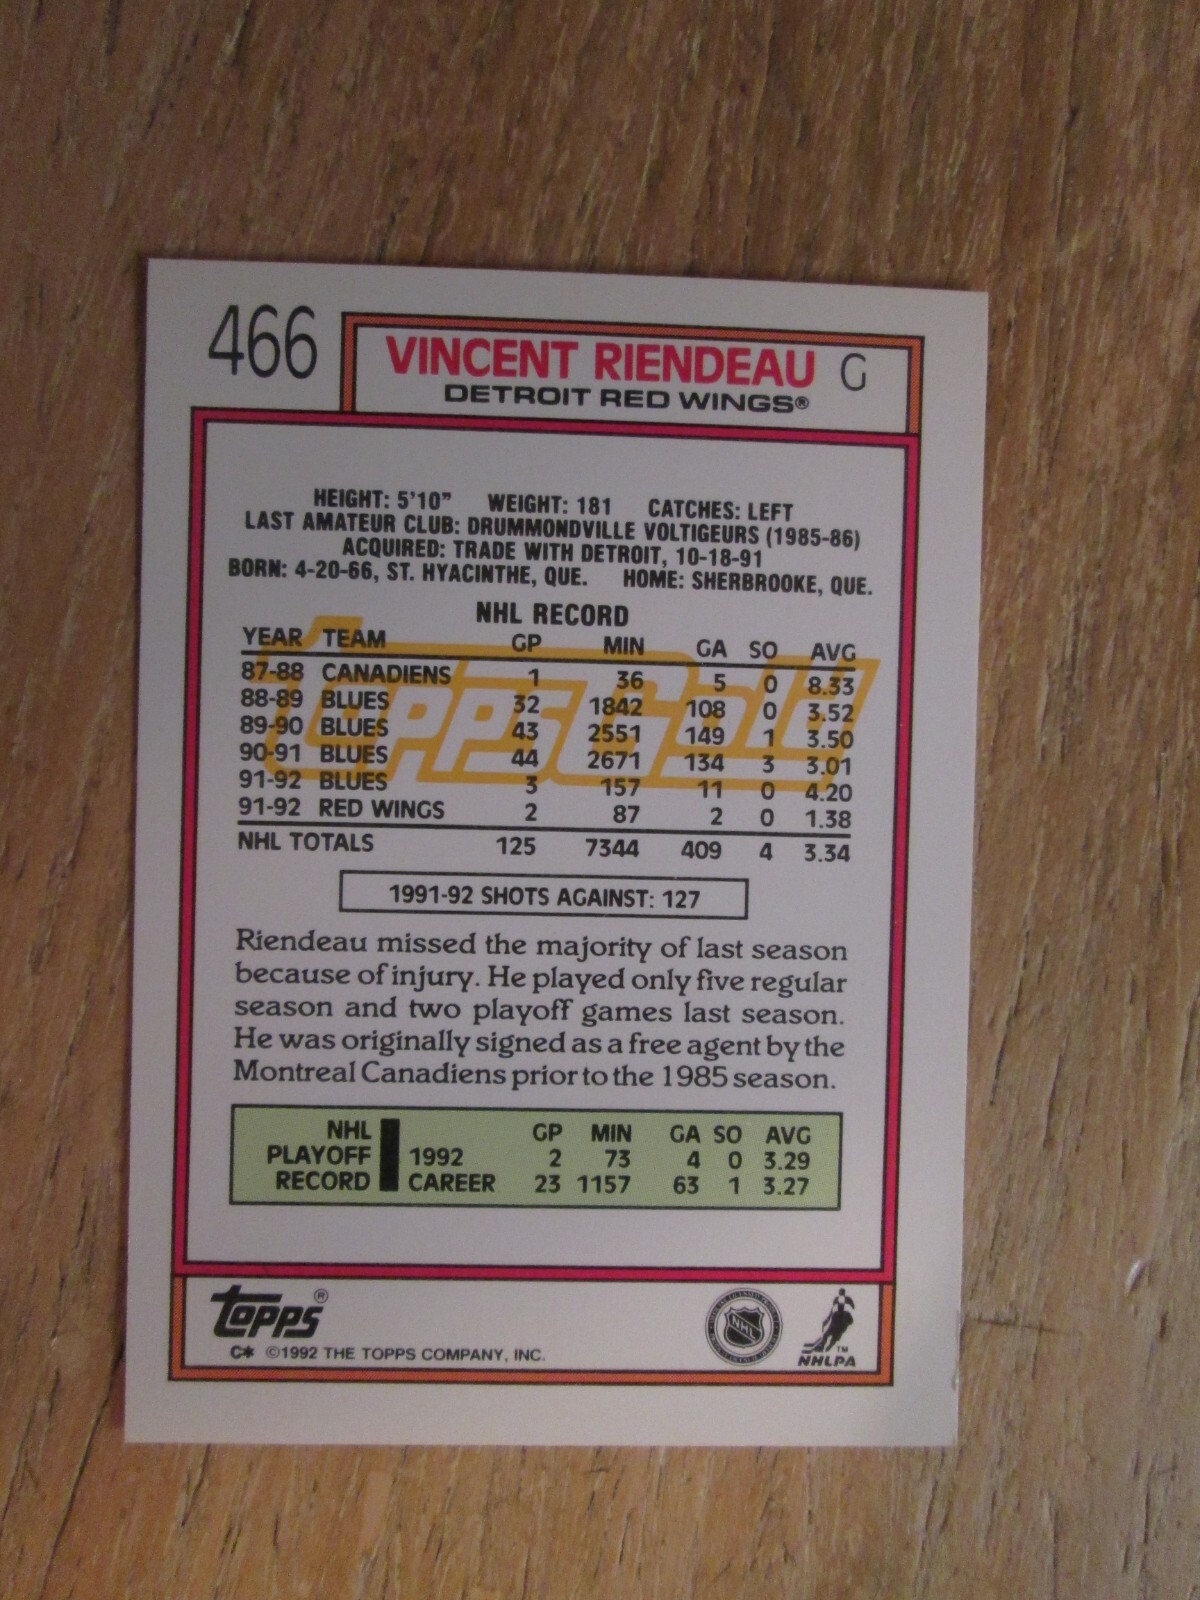 466
VINCENT RIENDEAU G
DETROIT RED WINGS®
HEIGHT: 5'10" WEIGHT: 181 CATCHES: LEFT
LAST AMATEUR CLUB: DRUMMONDVILLE VOLTIGEURS (1985-86)
ACQUIRED: TRADE WITH DETROIT, 10-18-91
BORN: 4-20-66, ST. HYACINTHE, QUE. HOME: SHERBROOKE, QUE.
NHL RECORD
YEAR TEAM GP MIN GA SO AVG
87-88 CANADIENS 1 36 5 0 8.33
88-89 BLUES 32 1842 108 0 3.52
89-90 BLUES 43 2551 149 1 3.50
90-91 BLUES 44 2671 134 3 3.01
91-92 BLUES 3 157 11 0 4.20
91-92 RED WINGS 2 87 2 0 1.38
NHL TOTALS 125 7344 409 4 3.34
ToppsGold
1991-92 SHOTS AGAINST: 127
Riendeau missed the majority of last season
because of injury. He played only five regular
season and two playoff games last season.
He was originally signed as a free agent by the
Montreal Canadiens prior to the 1985 season.
NHL GP MIN GA SO AVG
PLAYOFF 1992 2 73 4 0 3.29
RECORD CAREER 23 1157 63 1 3.27
Topps®
C* ©1992 THE TOPPS COMPANY, INC.
NHL
TM
NHLPA